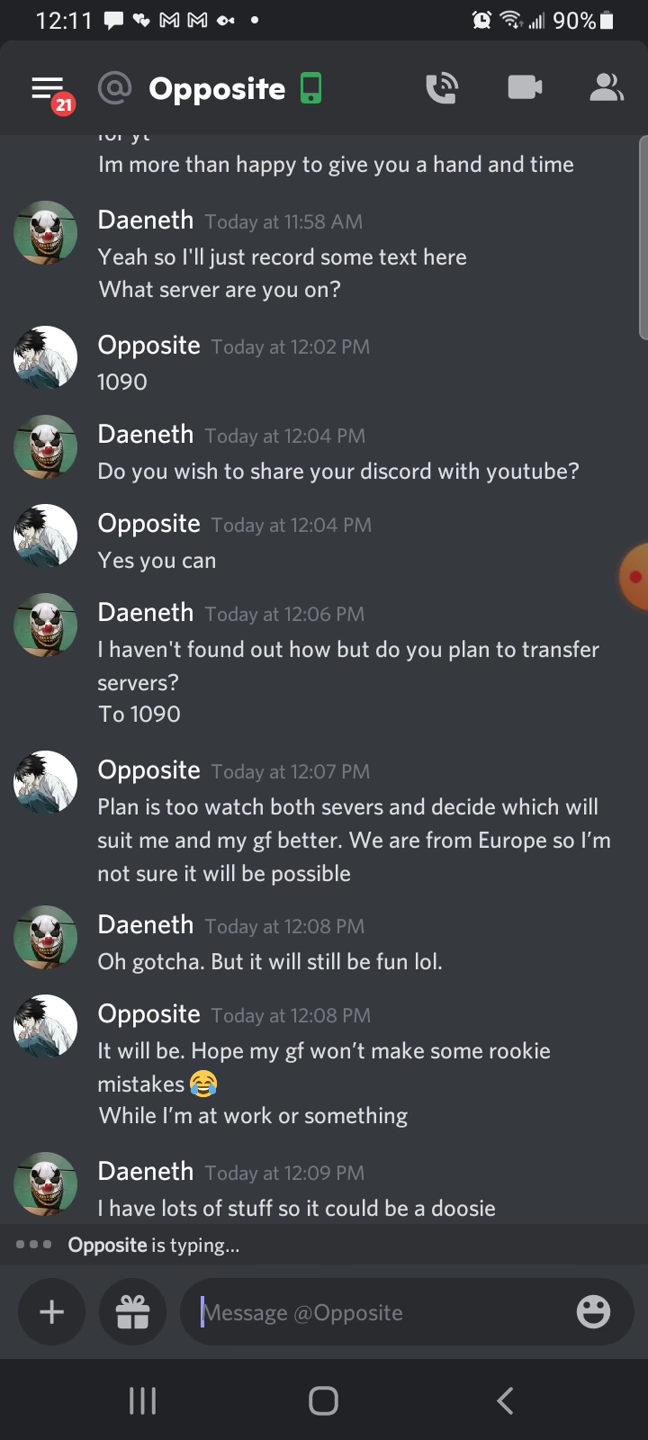 12:11
90%
21
@ Opposite
for yt
Im more than happy to give you a hand and time
Daeneth Today at 11:58 AM
Yeah so I'll just record some text here
What server are you on?
Opposite Today at 12:02 PM
1090
Daeneth Today at 12:04 PM
Do you wish to share your discord with youtube?
Opposite Today at 12:04 PM
Yes you can
Daeneth Today at 12:06 PM
I haven't found out how but do you plan to transfer
servers?
To 1090
Opposite Today at 12:07 PM
Plan is too watch both severs and decide which will
suit me and my gf better. We are from Europe so I’m
not sure it will be possible
Daeneth Today at 12:08 PM
Oh gotcha. But it will still be fun lol.
Opposite Today at 12:08 PM
It will be. Hope my gf won’t make some rookie
mistakes 😂
While I’m at work or something
Daeneth Today at 12:09 PM
I have lots of stuff so it could be a doosie
Opposite is typing...
Message @Opposite